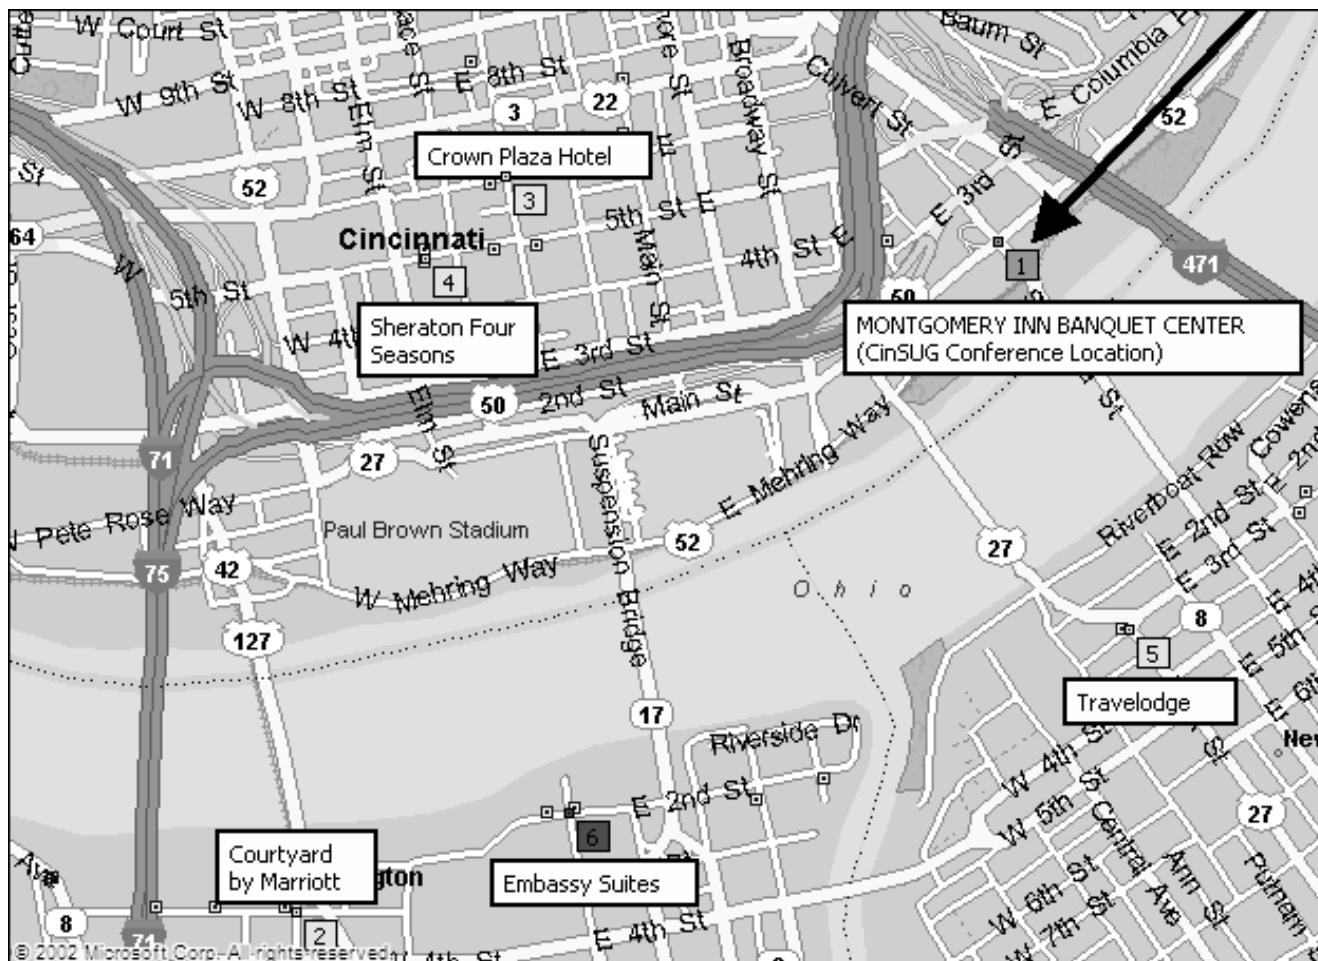 W Court St
Baum St
Columbia
E
Culvert St
Broadway St
E 8th St
W 9th St
W 8th St
Elm St
3
22
52
52
Crown Plaza Hotel
3
E 3rd St
5th St E
Main St
4th St E
64
Cincinnati
4
1
471
W 5th St
50
Sheraton Four
Seasons
W 4th
MONTGOMERY INN BANQUET CENTER
(CinSUG Conference Location)
E 3rd St
50
2nd St
Main St
Elm St
71
27
Suspension Bridge
E Mehring Way
Riverboat Row
E 2nd St
E 3rd St
Pete Rose Way
Paul Brown Stadium
52
27
75
42
W Mehring Way
Ohio
8
127
5
E 5th St
Travelodge
17
Riverside Dr
W 4th St
E 2nd St
W 5th St
27
6
Central Ave
Ann St
Putnam
Courtyard
by Marriott
gton
Embassy Suites
Ave
8
W 6th St
W 7th St
71
2
E 4th St
W 4th St
© 2002 Microsoft Corp. All rights reserved.